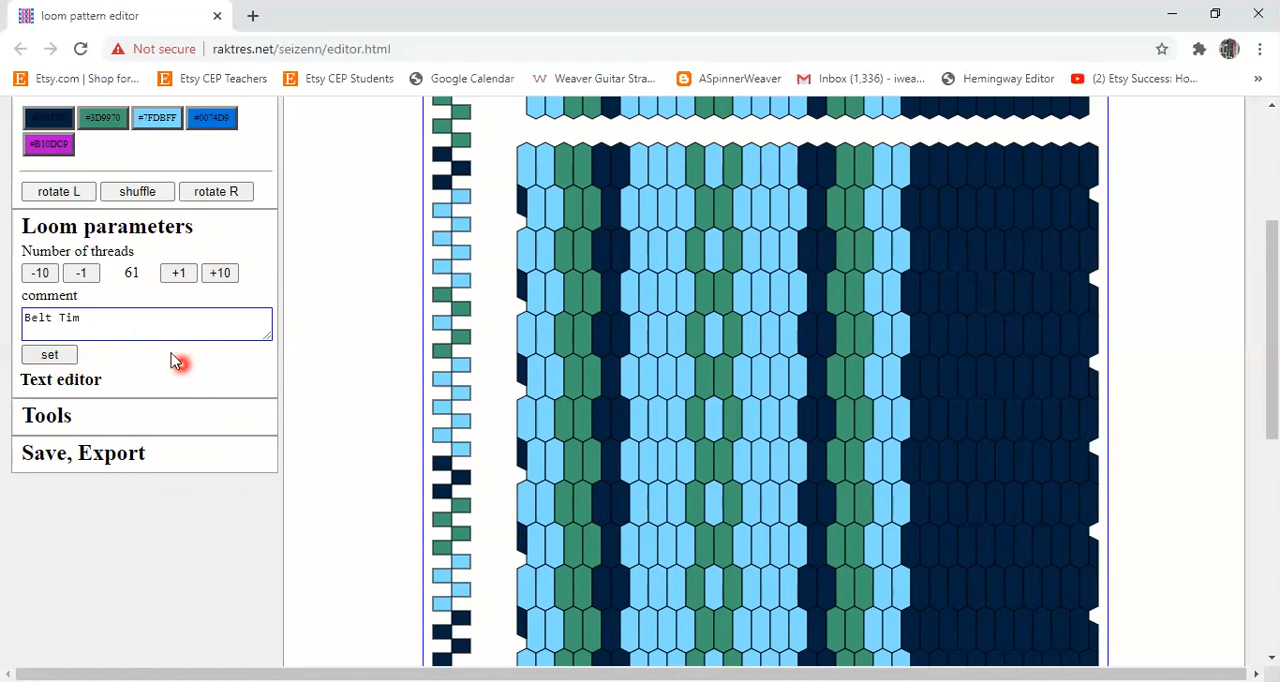 loom pattern editor
Not secure
raktres.net/seizenn/editor.html
Etsy.com | Shop for...
Etsy CEP Teachers
Etsy CEP Students
Google Calendar
Weaver Guitar Stra...
ASpinnerWeaver
Inbox (1,336) - iwea...
Hemingway Editor
(2) Etsy Success: Ho...
»
#3D9970 #7FDBFF #0074D9
#B10DC9
rotate L shuffle rotate R
Loom parameters
Number of threads
-10 -1 61 +1 +10
comment
Belt Tim
set
Text editor
Tools
Save, Export